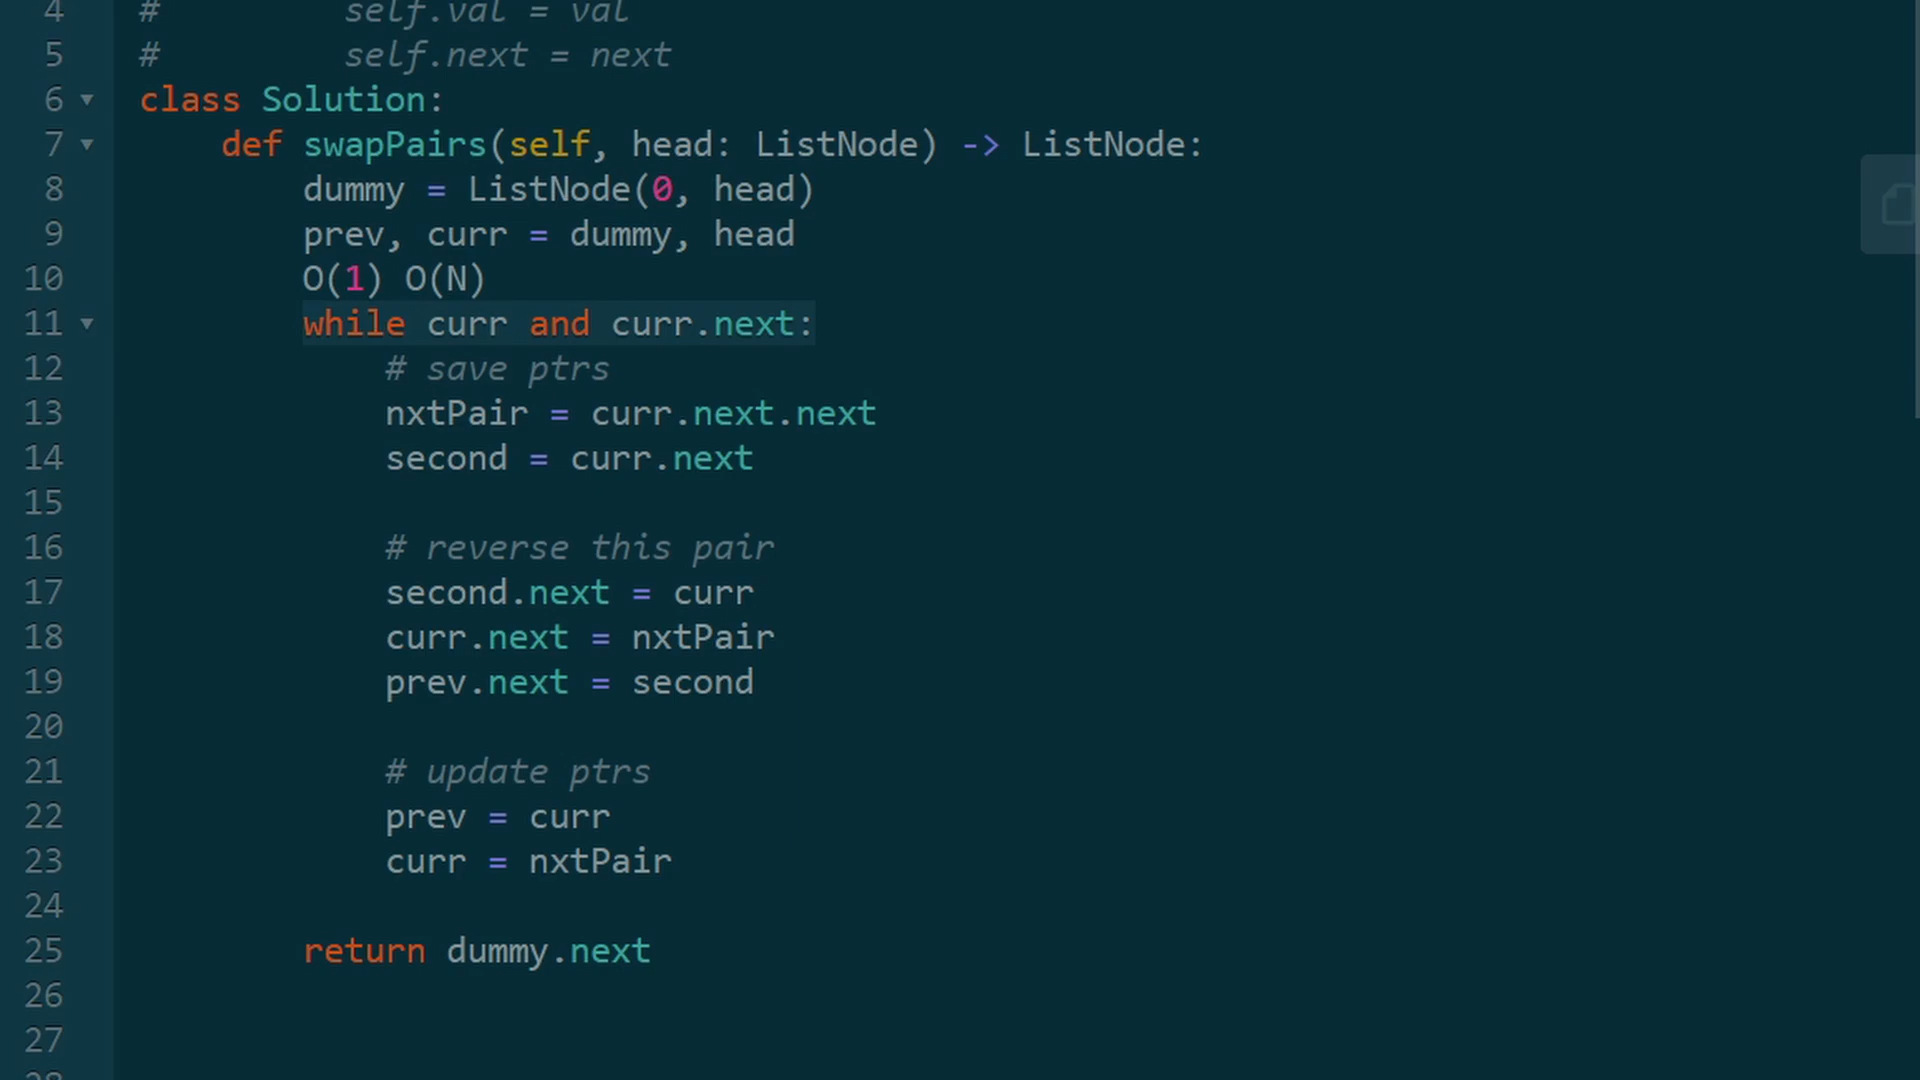 4 # self.val = val
5 # self.next = next
6 class Solution:
7 def swapPairs(self, head: ListNode) -> ListNode:
8 dummy = ListNode(0, head)
9 prev, curr = dummy, head
10 O(1) O(N)
11 while curr and curr.next:
12 # save ptrs
13 nxtPair = curr.next.next
14 second = curr.next
15
16 # reverse this pair
17 second.next = curr
18 curr.next = nxtPair
19 prev.next = second
20
21 # update ptrs
22 prev = curr
23 curr = nxtPair
24
25 return dummy.next
26
27